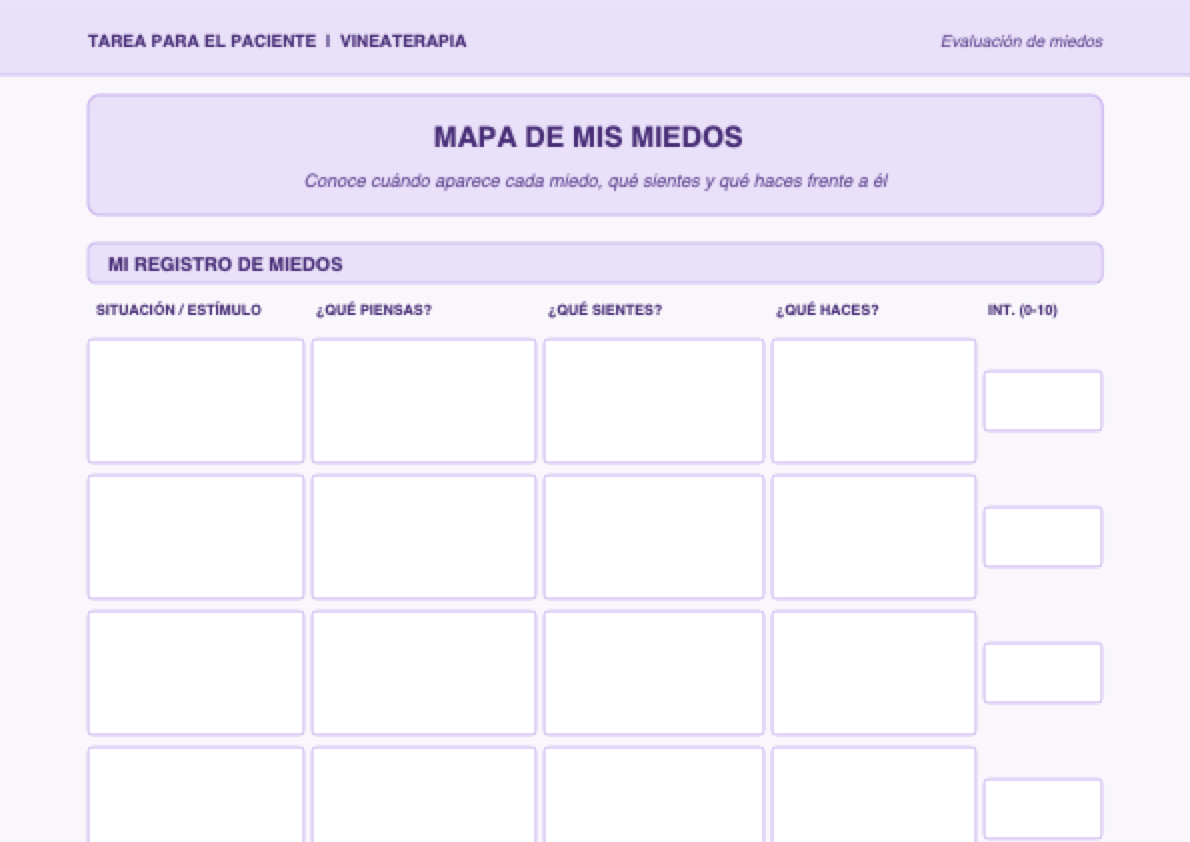 TAREA PARA EL PACIENTE | VINEATERAPIA
Evaluación de miedos
MAPA DE MIS MIEDOS
Conoce cuándo aparece cada miedo, qué sientes y qué haces frente a él
MI REGISTRO DE MIEDOS
SITUACIÓN / ESTÍMULO ¿QUÉ PIENSAS? ¿QUÉ SIENTES? ¿QUÉ HACES? INT. (0-10)